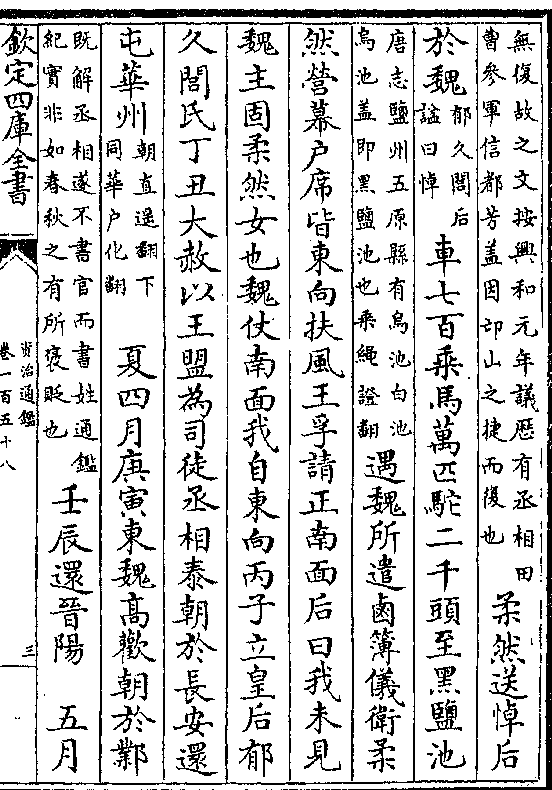 無復故之文按興和元年議歷有丞相田
曹參軍信都芳盖因邙山之捷而復也
柔然送悼后
於魏
郁久閭后
諡曰悼
車七百乘馬萬匹駝二千頭至黑鹽池
唐志鹽州五原縣有烏池白池
烏池盖即黑鹽池也乘繩證翻
遇魏所遣鹵簿儀衛柔
然營幕户席皆東向扶風王孚請正南面后曰我未見
魏主固柔然女也魏仗南面我自東向丙子立皇后郁
久閭氏丁丑大赦以王盟為司徒丞相泰朝於長安還
屯華州
朝直遥翻下
同華户化翻
夏四月庚寅東魏高歡朝於鄴
既解丞相遂不書官而書姓通鑑
紀實非如春秋之有所褒貶也
壬辰還晉陽　五月
欽定四庫全書
資治通鑑
卷一百五十八
三